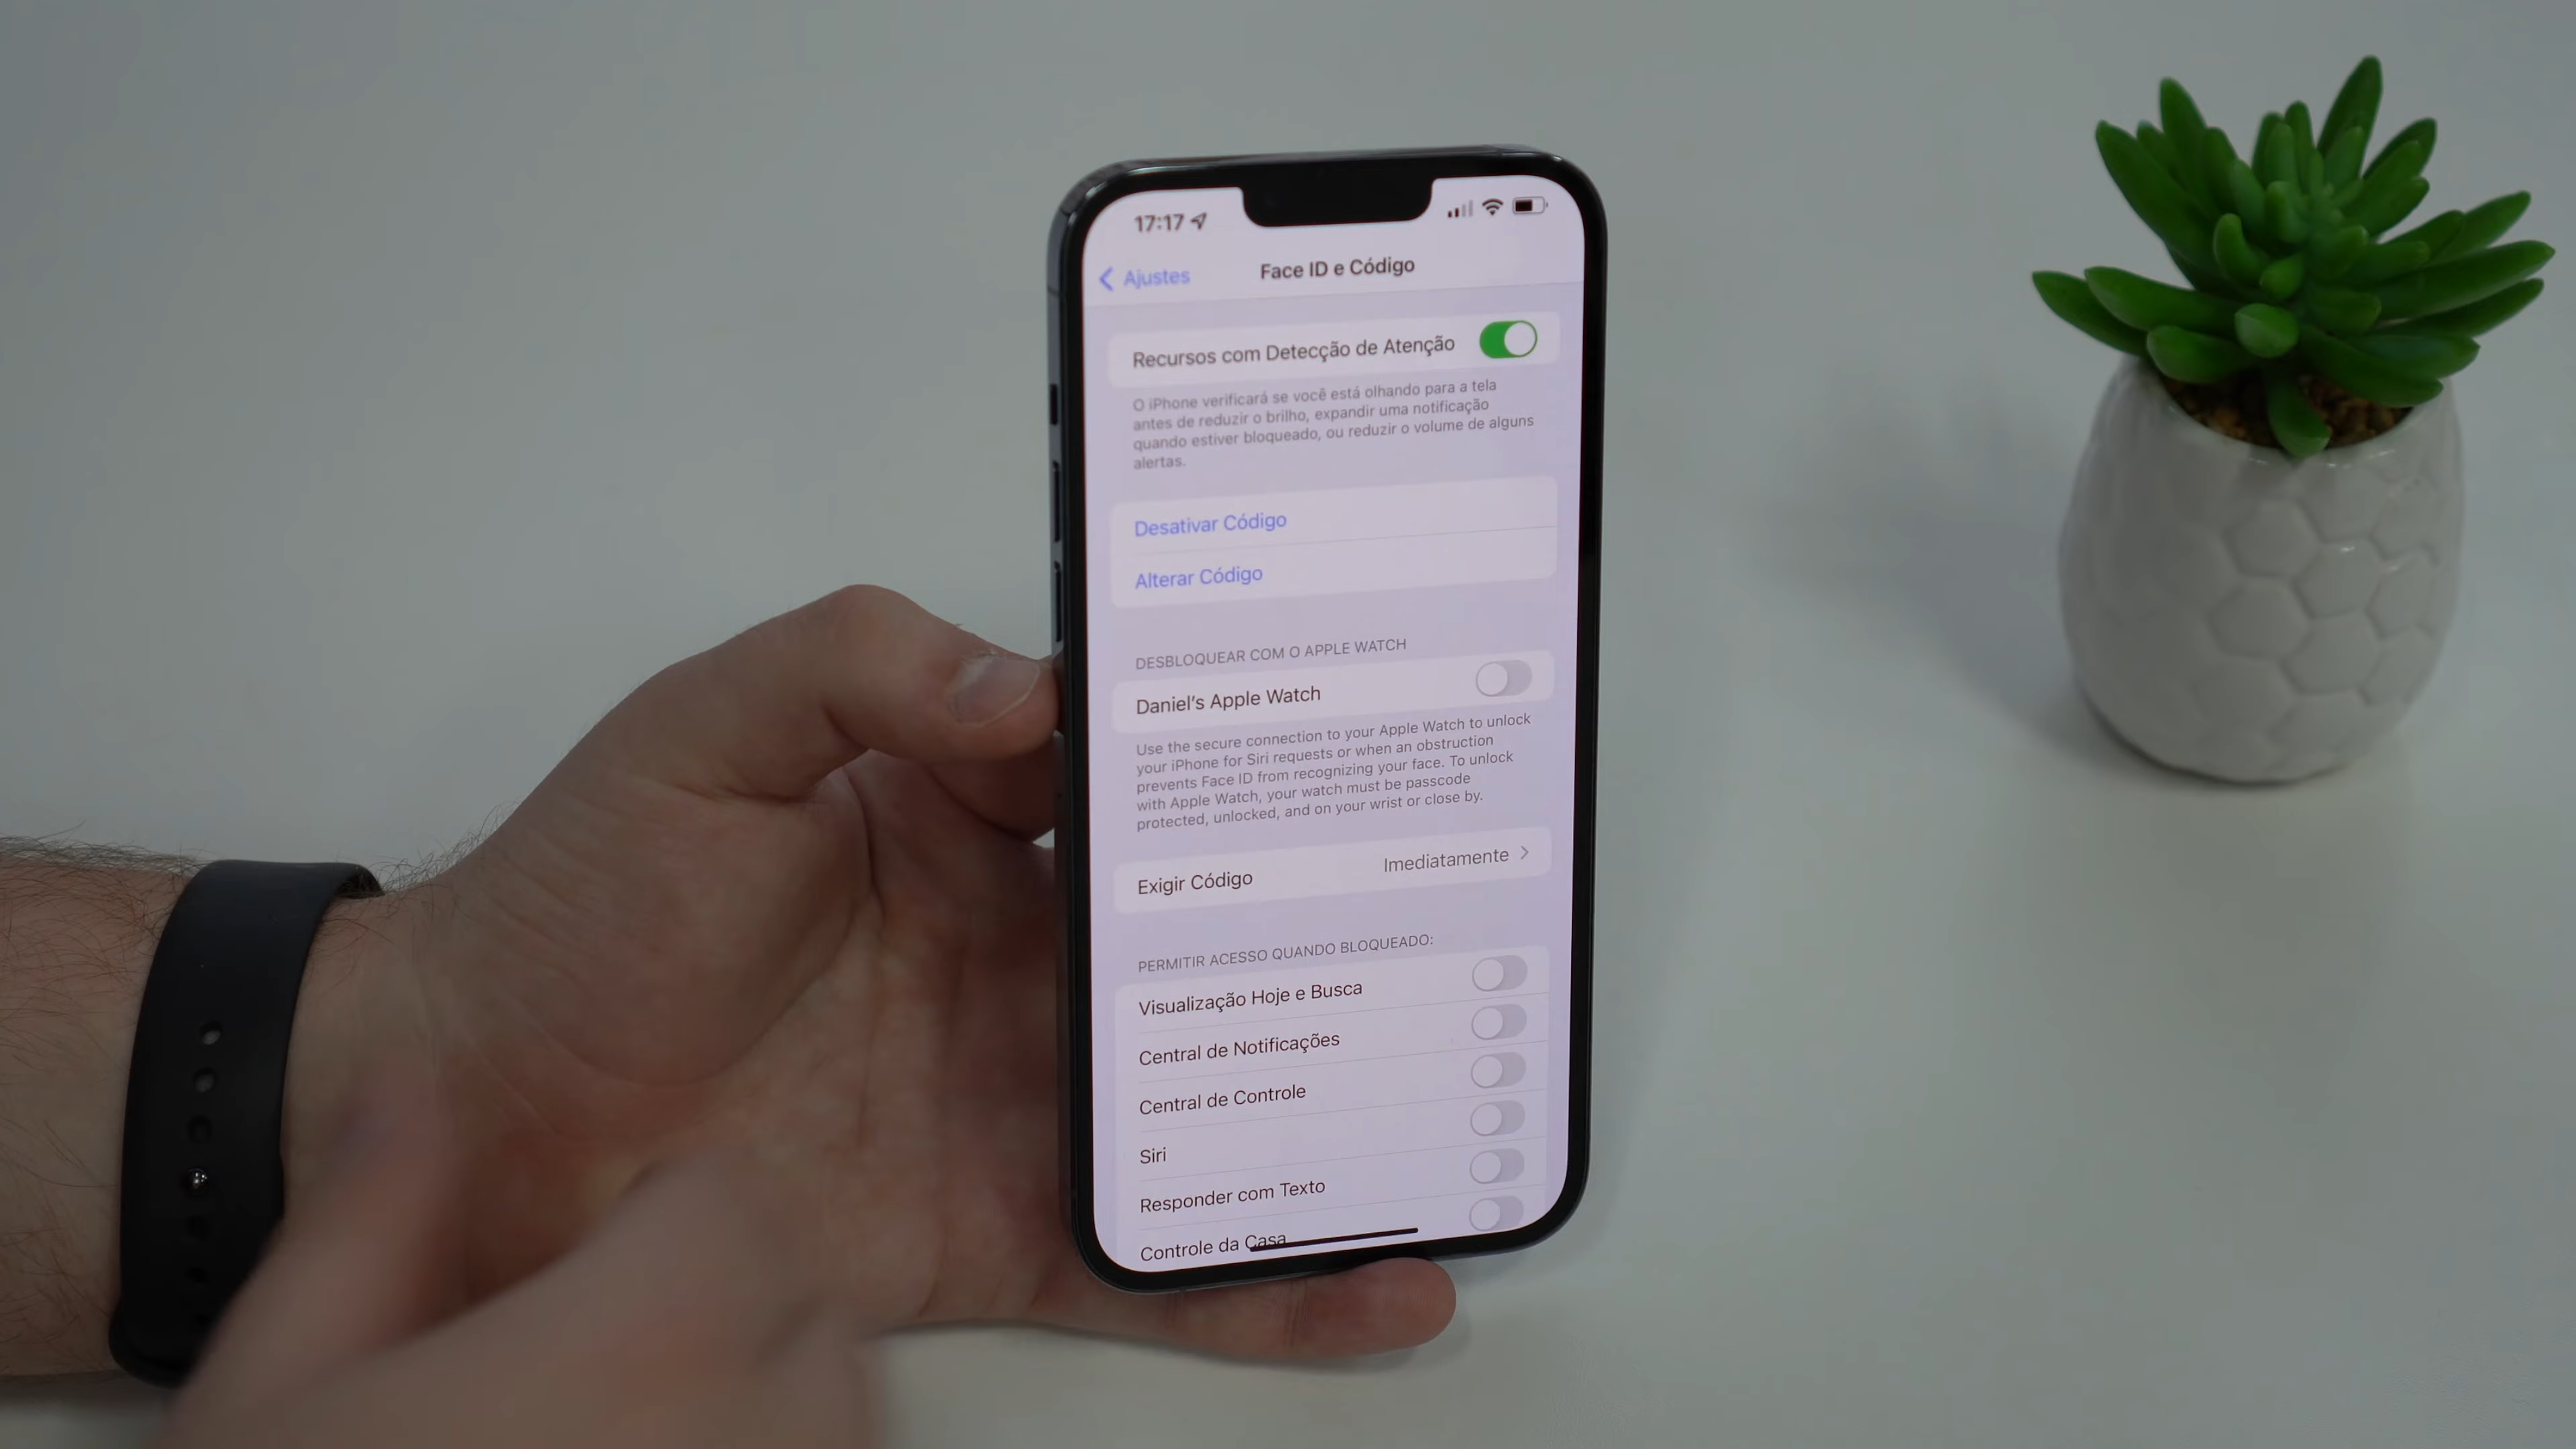 17:17
Ajustes
Face ID e Código
Recursos com Detecção de Atenção
O iPhone verificará se você está olhando para a tela
antes de reduzir o brilho, expandir uma notificação
quando estiver bloqueado, ou reduzir o volume de alguns
alertas.
Desativar Código
Alterar Código
DESBLOQUEAR COM O APPLE WATCH
Daniel's Apple Watch
Use the secure connection to your Apple Watch to unlock
your iPhone for Siri requests or when an obstruction
prevents Face ID from recognizing your face. To unlock
with Apple Watch, your watch must be passcode
protected, unlocked, and on your wrist or close by.
Exigir Código Imediatamente
PERMITIR ACESSO QUANDO BLOQUEADO:
Visualização Hoje e Busca
Central de Notificações
Central de Controle
Siri
Responder com Texto
Controle da Casa